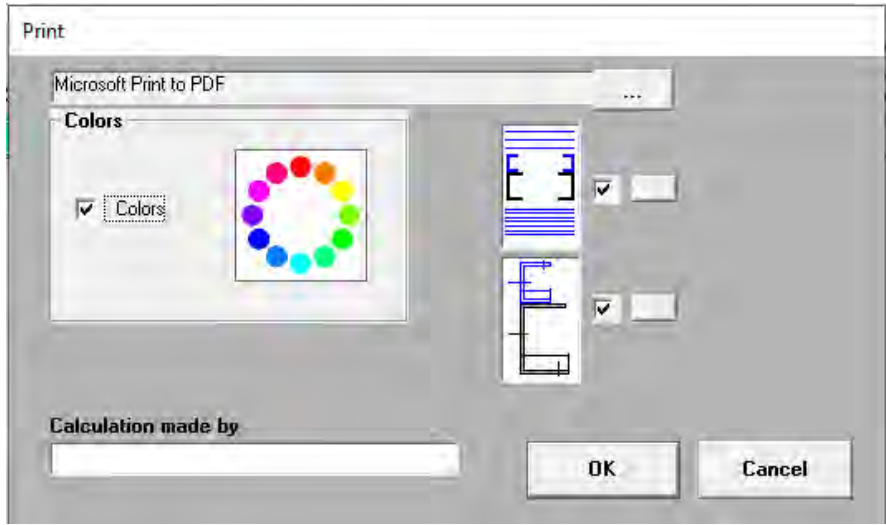 Print
Microsoft Print to PDF
...
Colors
Colors
Calculation made by
OK
Cancel